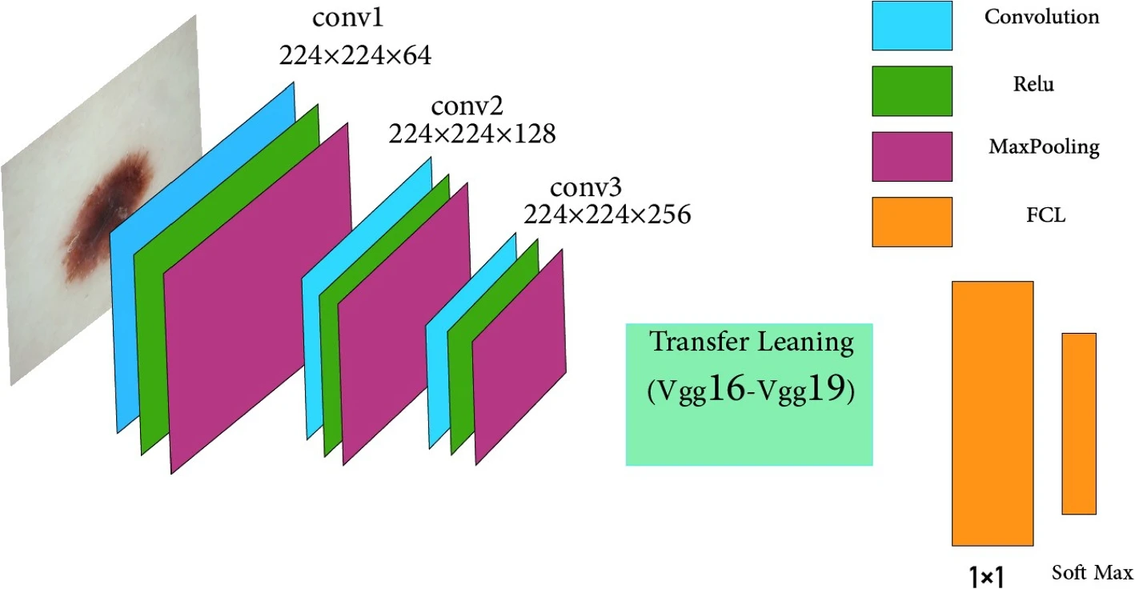 conv1
224×224×64
conv2
224×224×128
conv3
224×224×256
Convolution
Relu
MaxPooling
FCL
Transfer Leaning
(Vgg16-Vgg19)
1×1
Soft Max